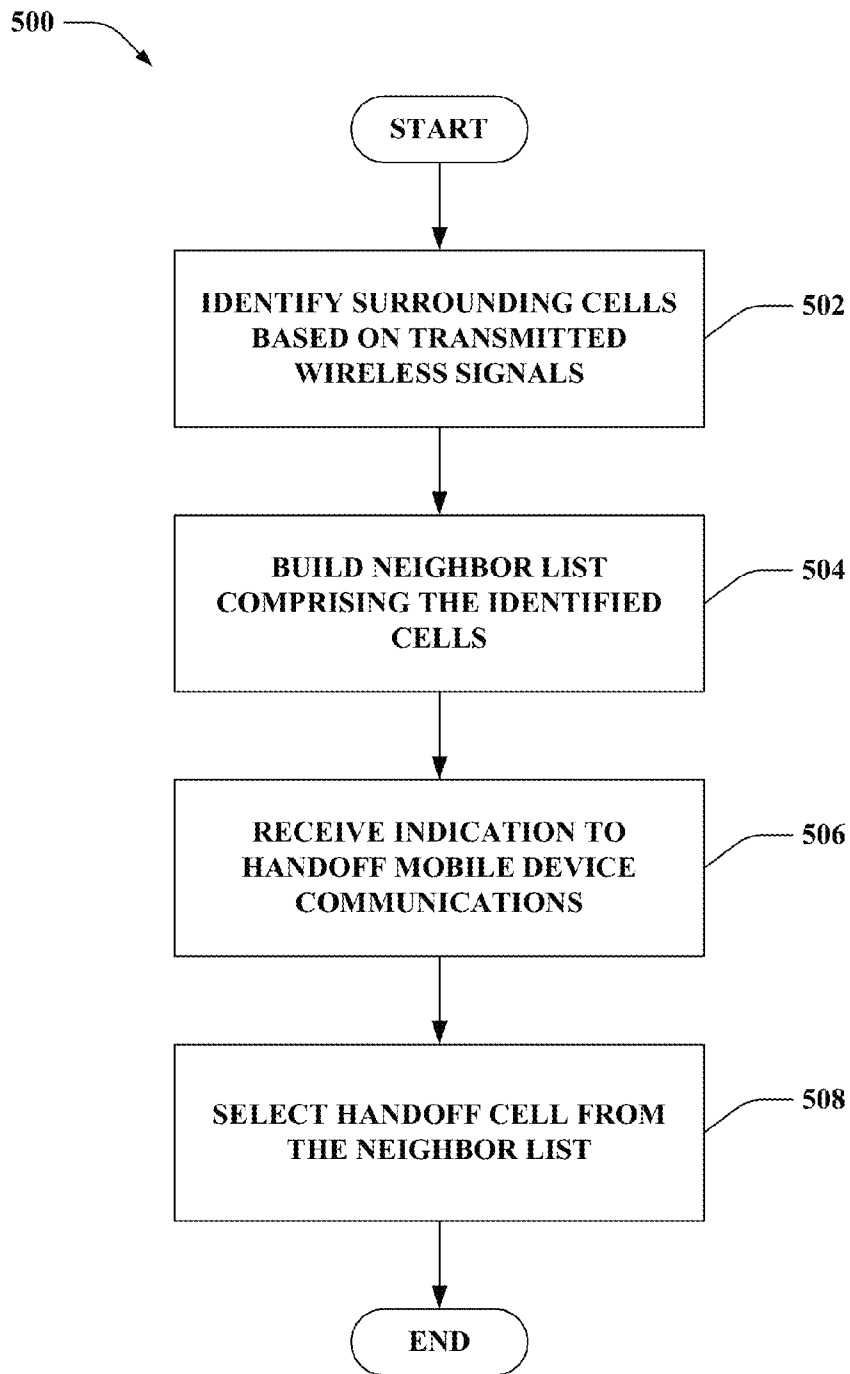 500
START
IDENTIFY SURROUNDING CELLS
BASED ON TRANSMITTED
WIRELESS SIGNALS
502
BUILD NEIGHBOR LIST
COMPRISING THE IDENTIFIED
CELLS
504
RECEIVE INDICATION TO
HANDOFF MOBILE DEVICE
COMMUNICATIONS
506
SELECT HANDOFF CELL FROM
THE NEIGHBOR LIST
508
END